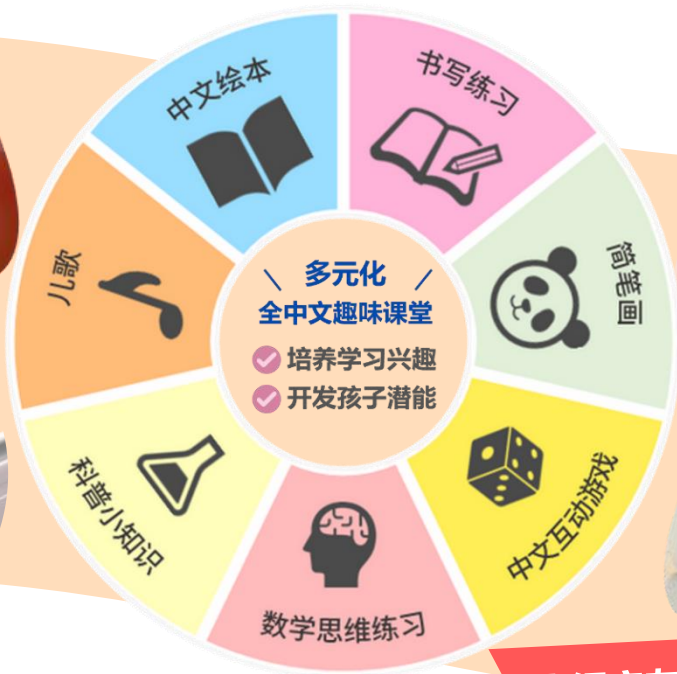 多元化
全中文趣味课堂
培养学习兴趣
开发孩子潜能
中文绘本
书写练习
简笔画
中文互动游戏
数学思维练习
科普小知识
儿歌